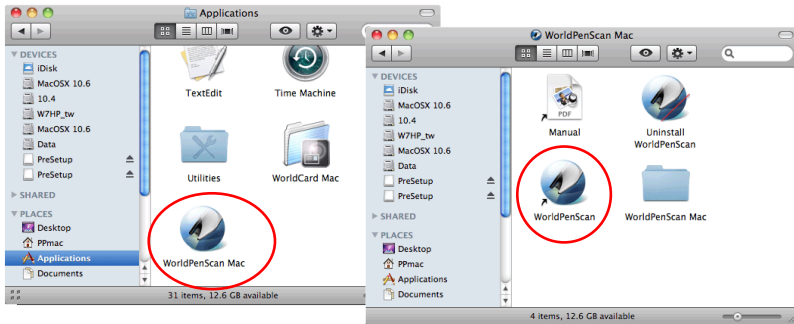 Applications
DEVICES
iDisk
MacOSX 10.6
10.4
W7HP_tw
MacOSX 10.6
Data
PreSetup
PreSetup
SHARED
PLACES
Desktop
PPmac
Applications
Documents
TextEdit
Time Machine
Utilities
WorldCard Mac
WorldPenScan Mac
31 items, 12.6 GB available
WorldPenScan Mac
DEVICES
iDisk
MacOSX 10.6
10.4
W7HP_tw
MacOSX 10.6
Data
PreSetup
PreSetup
SHARED
PLACES
Desktop
PPmac
Applications
Documents
PDF
Manual
Uninstall
WorldPenScan
WorldPenScan
WorldPenScan Mac
4 items, 12.6 GB available